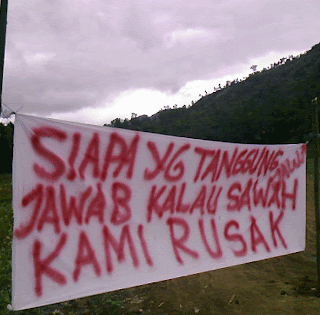 SIAPA YG TANGGUNG
JAWAB KALAU SAWAH
KAMI RUSAK